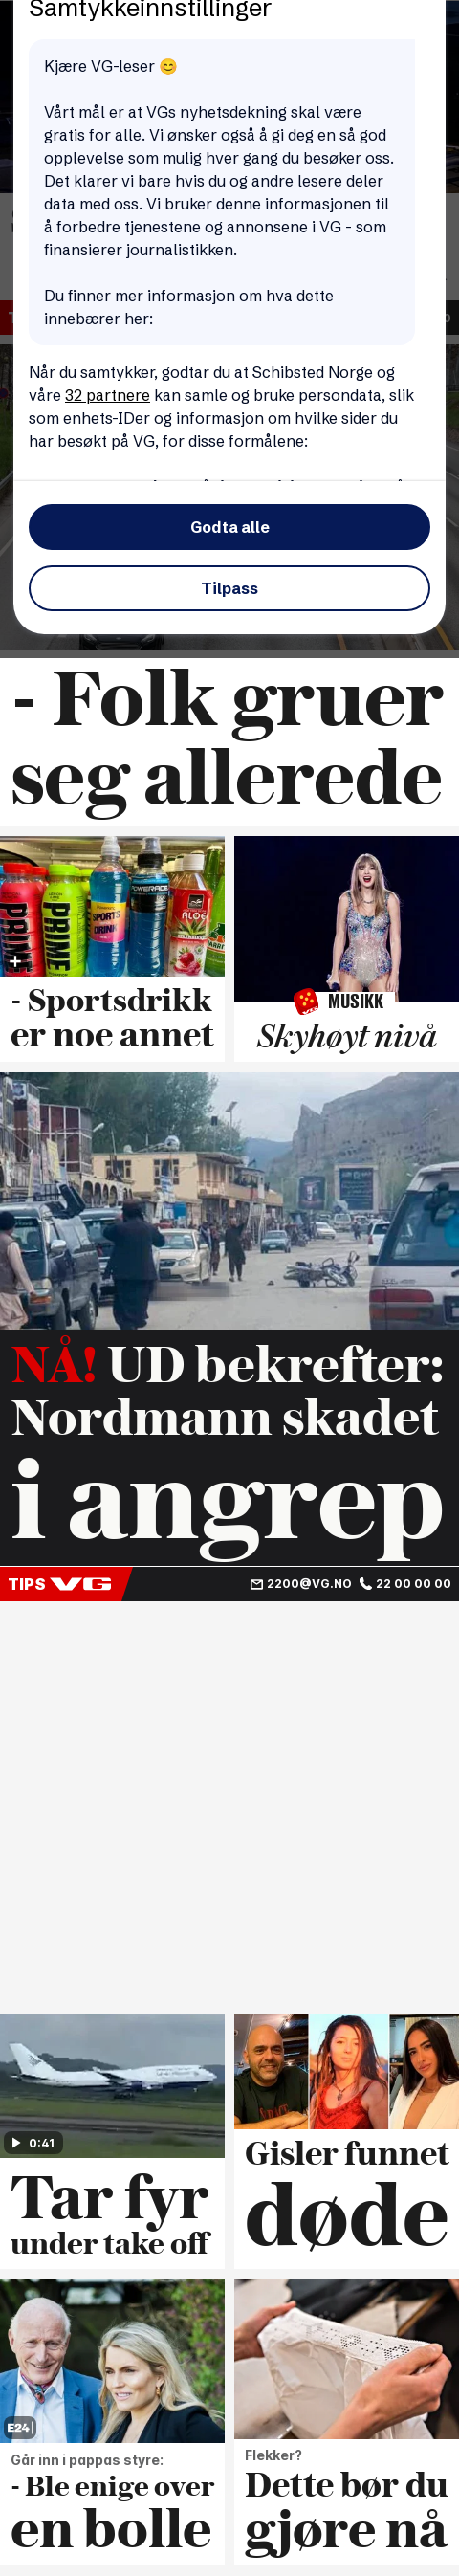 Samtykkeinnstillinger
Kjære VG-leser 😊
Vårt mål er at VGs nyhetsdekning skal være
gratis for alle. Vi ønsker også å gi deg en så god
opplevelse som mulig hver gang du besøker oss.
Det klarer vi bare hvis du og andre lesere deler
data med oss. Vi bruker denne informasjonen til
å forbedre tjenestene og annonsene i VG - som
finansierer journalistikken.
Du finner mer informasjon om hva dette
innebærer her:
Når du samtykker, godtar du at Schibsted Norge og
våre 32 partnere kan samle og bruke persondata, slik
som enhets-IDer og informasjon om hvilke sider du
har besøkt på VG, for disse formålene:
Godta alle
Tilpass
- Folk gruer
seg allerede
PRIME
PRIME
SPORTS
DRINK
POWERADE
ALOE
- Sportsdrikk
er noe annet
MUSIKK
Skyhøyt nivå
NÅ! UD bekrefter:
Nordmann skadet
i angrep
TIPS VG
2200@VG.NO 22 00 00 00
0:41
Tar fyr
under take off
Gisler funnet
døde
E24
Går inn i pappas styre:
- Ble enige over
en bolle
Flekker?
Dette bør du
gjøre nå